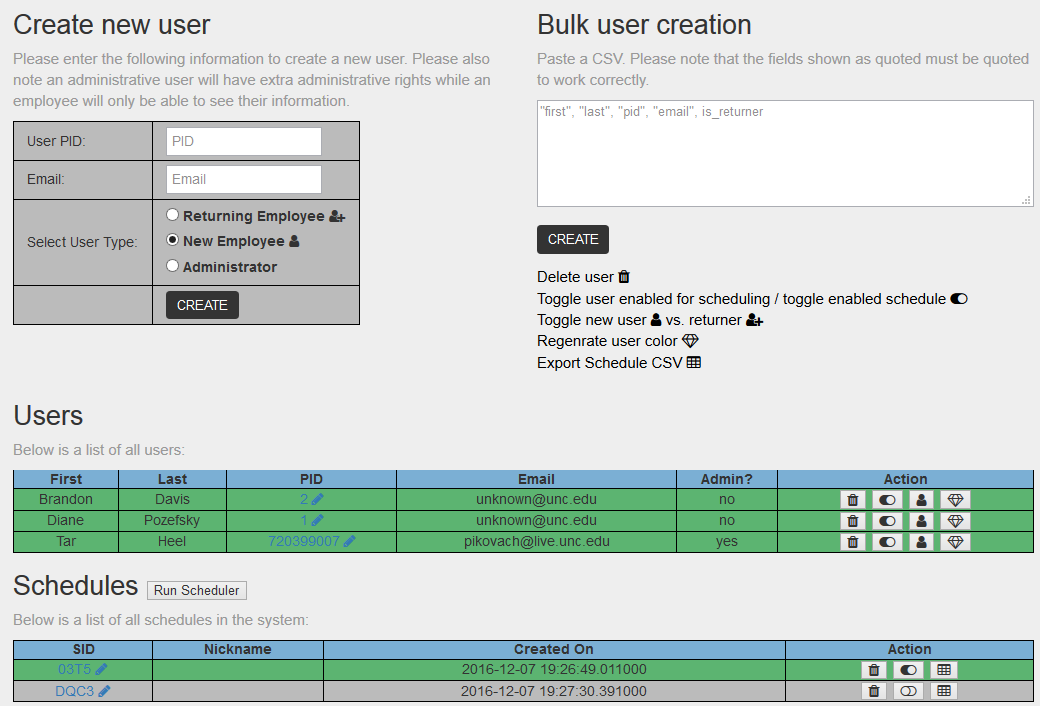 Create new user
Please enter the following information to create a new user. Please also
note an administrative user will have extra administrative rights while an
employee will only be able to see their information.
User PID:
PID
Email:
Email
Select User Type:
Returning Employee
New Employee
Administrator
CREATE
Bulk user creation
Paste a CSV. Please note that the fields shown as quoted must be quoted
to work correctly.
"first", "last", "pid", "email", is_returner
CREATE
Delete user
Toggle user enabled for scheduling / toggle enabled schedule
Toggle new user vs. returner
Regenrate user color
Export Schedule CSV
Users
Below is a list of all users:
First Last PID Email Admin? Action
Brandon Davis 2 unknown@unc.edu no
Diane Pozefsky 1 unknown@unc.edu no
Tar Heel 720399007 pikovach@live.unc.edu yes
Schedules Run Scheduler
Below is a list of all schedules in the system:
SID Nickname Created On Action
03T5 2016-12-07 19:26:49.011000
DQC3 2016-12-07 19:27:30.391000